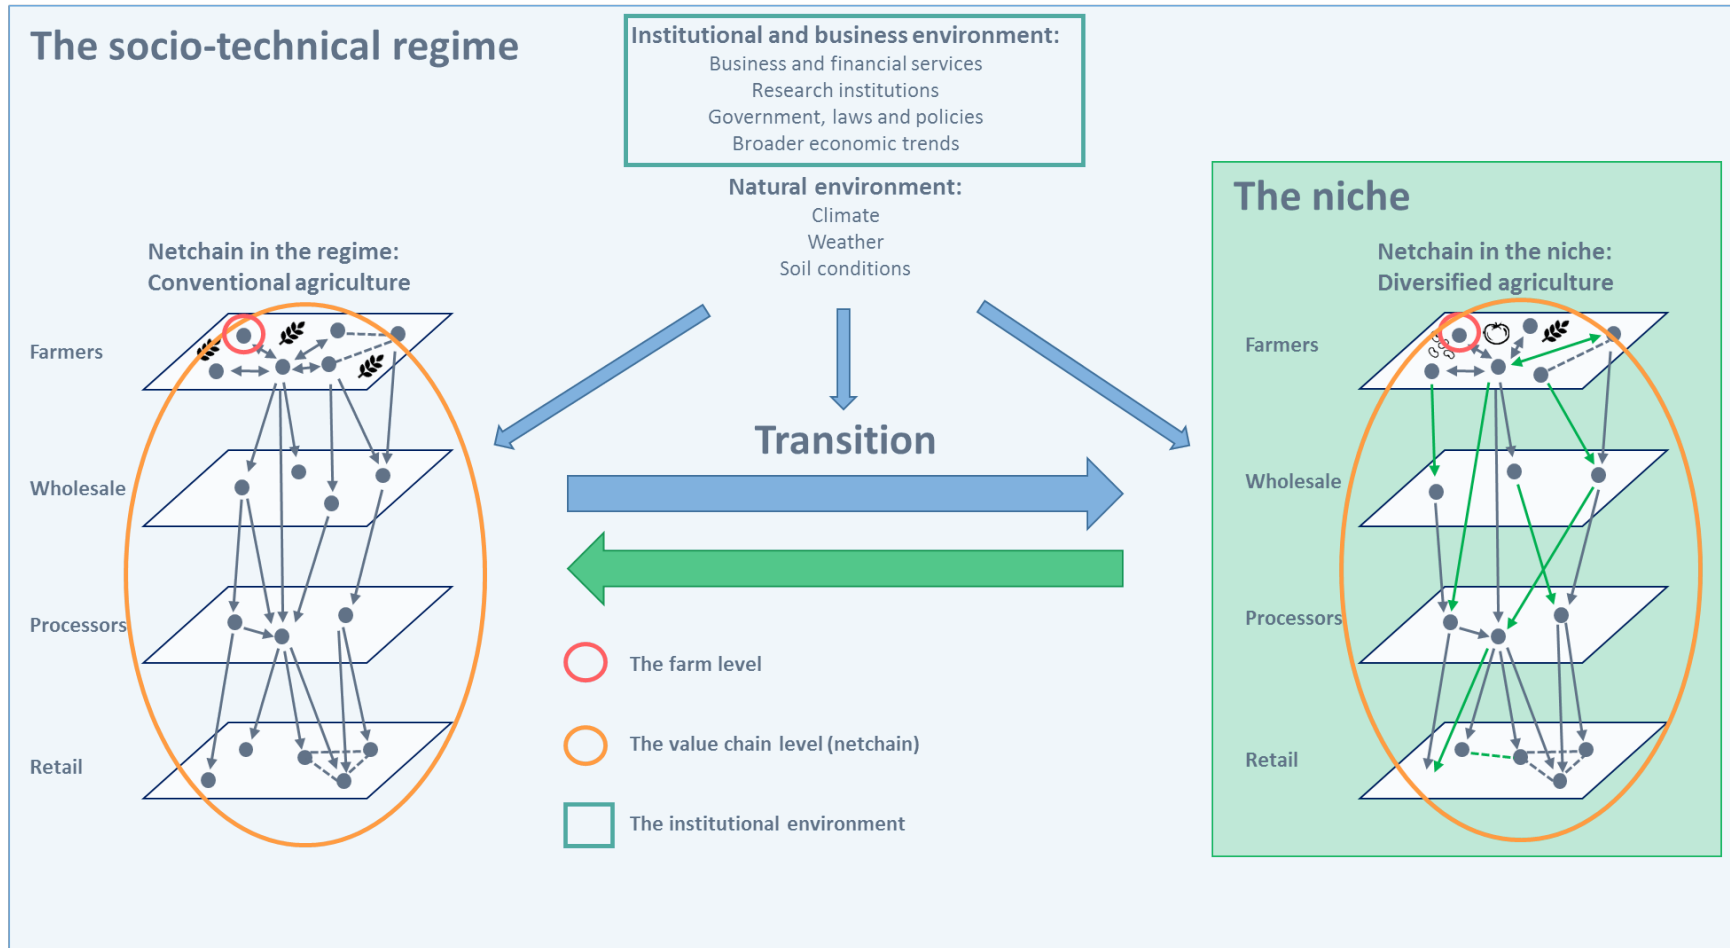 The socio-technical regime
Institutional and business environment:
Business and financial services
Research institutions
Government, laws and policies
Broader economic trends
Natural environment:
Climate
Weather
Soil conditions
Netchain in the regime:
Conventional agriculture
Farmers
Wholesale
Processors
Retail
Transition
The farm level
The value chain level (netchain)
The institutional environment
The niche
Netchain in the niche:
Diversified agriculture
Farmers
Wholesale
Processors
Retail